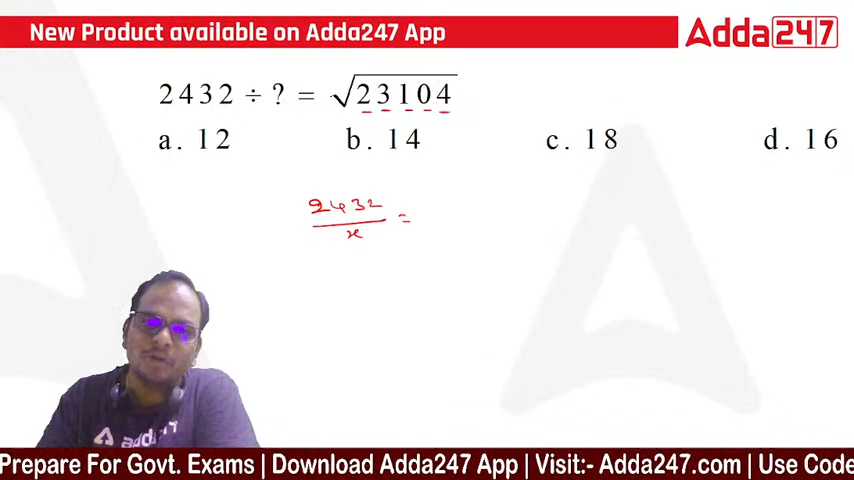 New Product available on Adda247 App
Adda247
2432 ÷ ? = √23104
a. 12 b. 14 c. 18 d. 16
2432
x =
Prepare For Govt. Exams | Download Adda247 App | Visit:- Adda247.com | Use Code